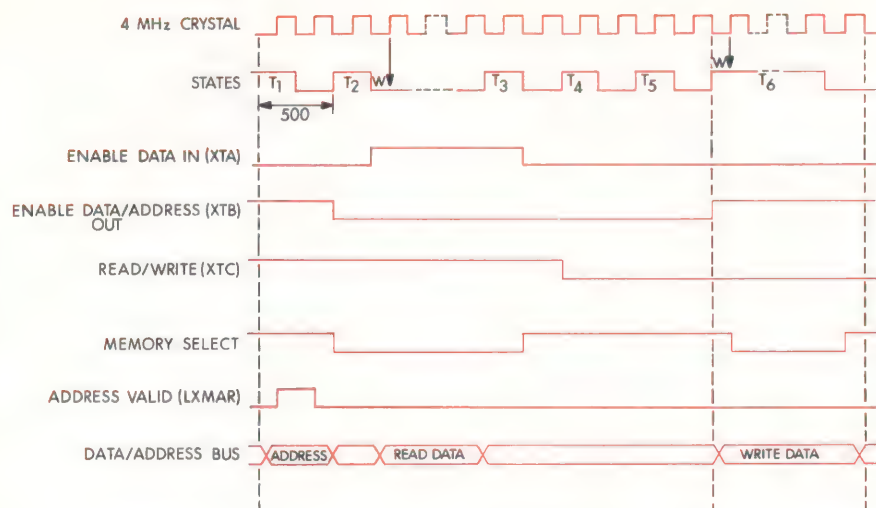 4 MHz CRYSTAL
STATES
T1
T2
W
T3
T4
T5
W
T6
500
ENABLE DATA IN (XTA)
ENABLE DATA/ADDRESS (XTB)
OUT
READ/WRITE (XTC)
MEMORY SELECT
ADDRESS VALID (LXMAR)
DATA/ADDRESS BUS
ADDRESS
READ DATA
WRITE DATA